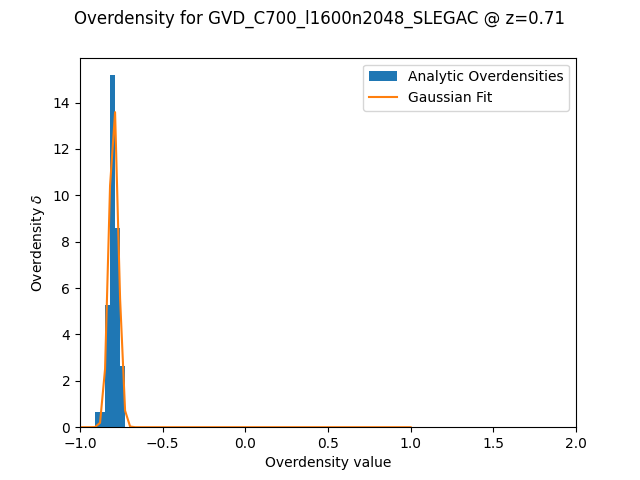 Overdensity for GVD_C700_l1600n2048_SLEGAC @ z=0.71
Analytic Overdensities
Gaussian Fit
Overdensity δ
14
12
10
8
6
4
2
0
−1.0 −0.5 0.0 0.5 1.0 1.5 2.0
Overdensity value